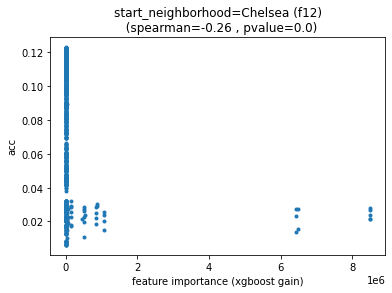 start_neighborhood=Chelsea (f12)
(spearman=-0.26 , pvalue=0.0)
0.12
0.10
0.08
0.06
0.04
0.02
acc
0 2 4 6 8
1e6
feature importance (xgboost gain)